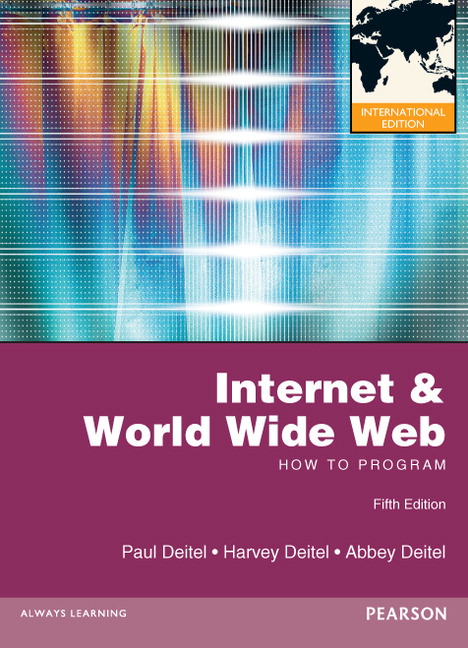 INTERNATIONAL
EDITION
Internet &
World Wide Web
HOW TO PROGRAM
Fifth Edition
Paul Deitel • Harvey Deitel • Abbey Deitel
ALWAYS LEARNING
PEARSON